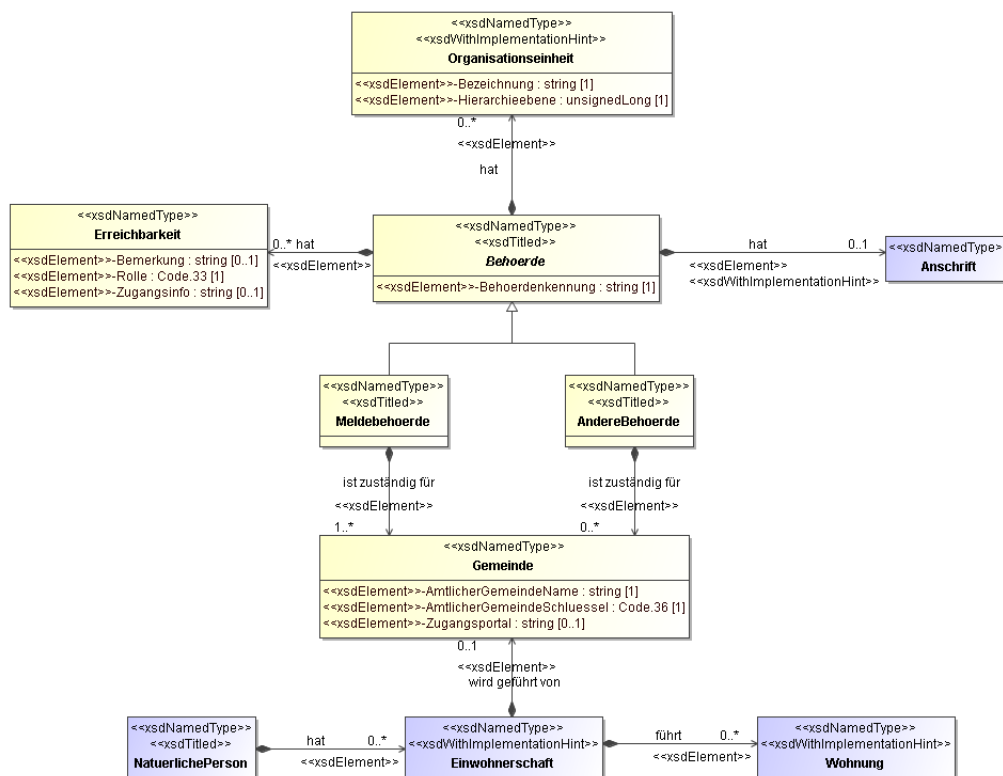 <<xsdNamedType>>
<<xsdWithImplementationHint>>
Organisationseinheit
<<xsdElement>>-Bezeichnung : string [1]
<<xsdElement>>-Hierarchieebene : unsignedLong [1]
0..*
<<xsdElement>>
hat
<<xsdNamedType>>
Erreichbarkeit
<<xsdElement>>-Bemerkung : string [0..1]
<<xsdElement>>-Rolle : Code.33 [1]
<<xsdElement>>-Zugangsinfo : string [0..1]
0..* hat
<<xsdElement>>
<<xsdNamedType>>
<<xsdTitled>>
Behoerde
<<xsdElement>>-Behoerdenkennung : string [1]
hat 0..1
<<xsdElement>>
<<xsdWithImplementationHint>>
<<xsdNamedType>>
Anschrift
<<xsdNamedType>>
<<xsdTitled>>
Meldebehoerde
<<xsdNamedType>>
<<xsdTitled>>
AndereBehoerde
ist zuständig für
<<xsdElement>>
1..*
ist zuständig für
<<xsdElement>>
0..*
<<xsdNamedType>>
Gemeinde
<<xsdElement>>-AmtlicherGemeindeName : string [1]
<<xsdElement>>-AmtlicherGemeindeSchluessel : Code.36 [1]
<<xsdElement>>-Zugangsportal : string [0..1]
0..1
<<xsdElement>>
wird geführt von
<<xsdNamedType>>
<<xsdTitled>>
NatuerlichePerson
hat 0..*
<<xsdElement>>
<<xsdNamedType>>
<<xsdWithImplementationHint>>
Einwohnerschaft
führt 0..*
<<xsdElement>>
<<xsdNamedType>>
<<xsdWithImplementationHint>>
Wohnung